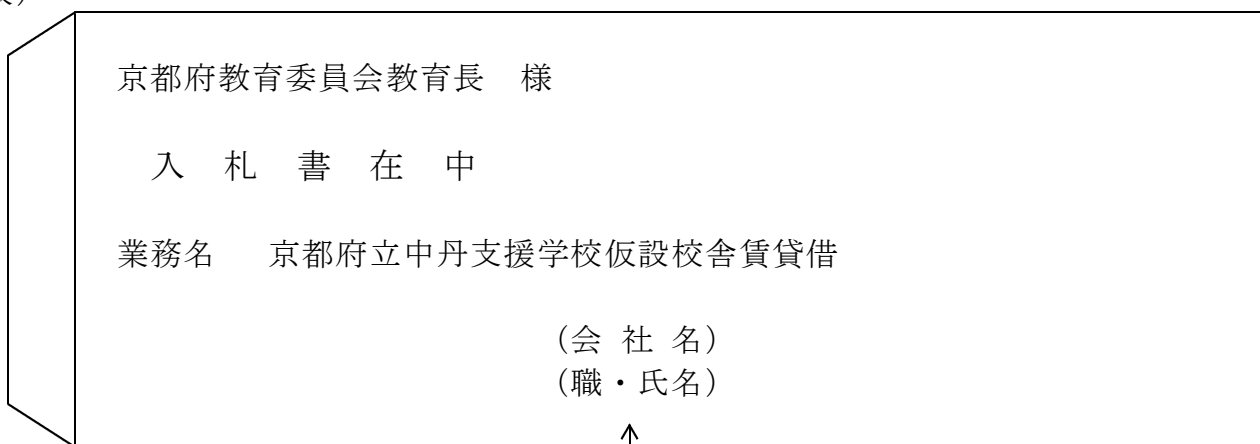 京都府教育委員会教育長　様
入　札　書　在　中
業務名　京都府立中丹支援学校仮設校舎賃貸借
（会 社 名）
（職・氏名）